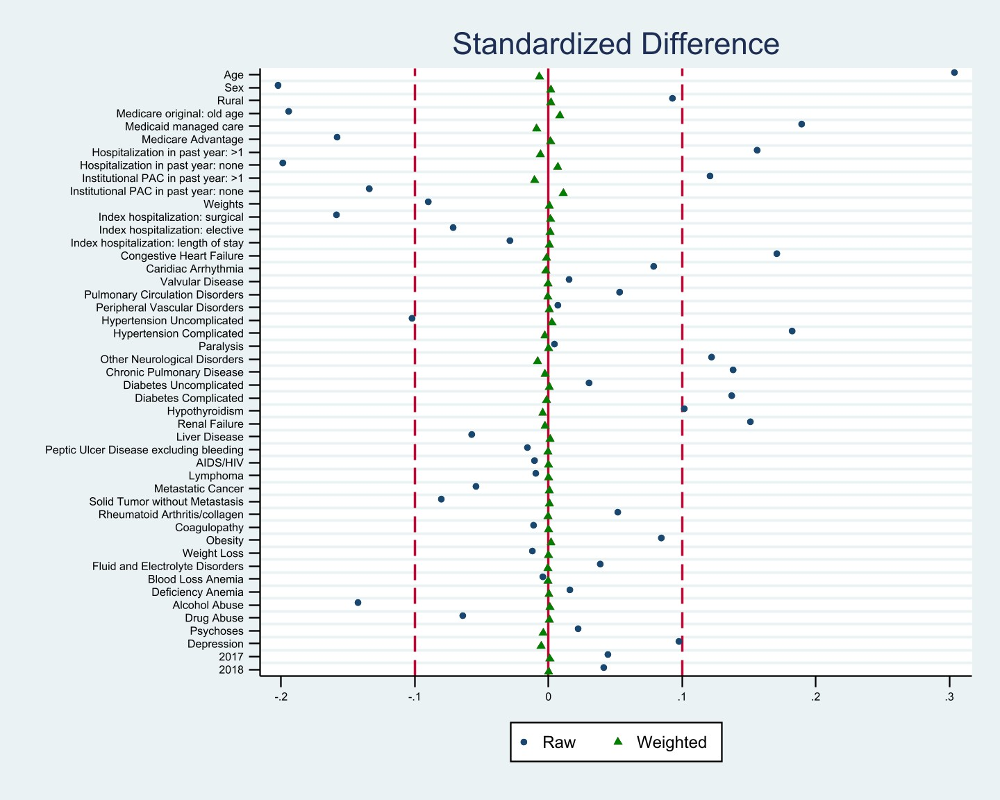 Standardized Difference
Age
Sex
Rural
Medicare original: old age
Medicaid managed care
Medicare Advantage
Hospitalization in past year: >1
Hospitalization in past year: none
Institutional PAC in past year: >1
Institutional PAC in past year: none
Weights
Index hospitalization: surgical
Index hospitalization: elective
Index hospitalization: length of stay
Congestive Heart Failure
Caridiac Arrhythmia
Valvular Disease
Pulmonary Circulation Disorders
Peripheral Vascular Disorders
Hypertension Uncomplicated
Hypertension Complicated
Paralysis
Other Neurological Disorders
Chronic Pulmonary Disease
Diabetes Uncomplicated
Diabetes Complicated
Hypothyroidism
Renal Failure
Liver Disease
Peptic Ulcer Disease excluding bleeding
AIDS/HIV
Lymphoma
Metastatic Cancer
Solid Tumor without Metastasis
Rheumatoid Arthritis/collagen
Coagulopathy
Obesity
Weight Loss
Fluid and Electrolyte Disorders
Blood Loss Anemia
Deficiency Anemia
Alcohol Abuse
Drug Abuse
Psychoses
Depression
2017
2018
-.2 -.1 0 .1 .2 .3
Raw Weighted